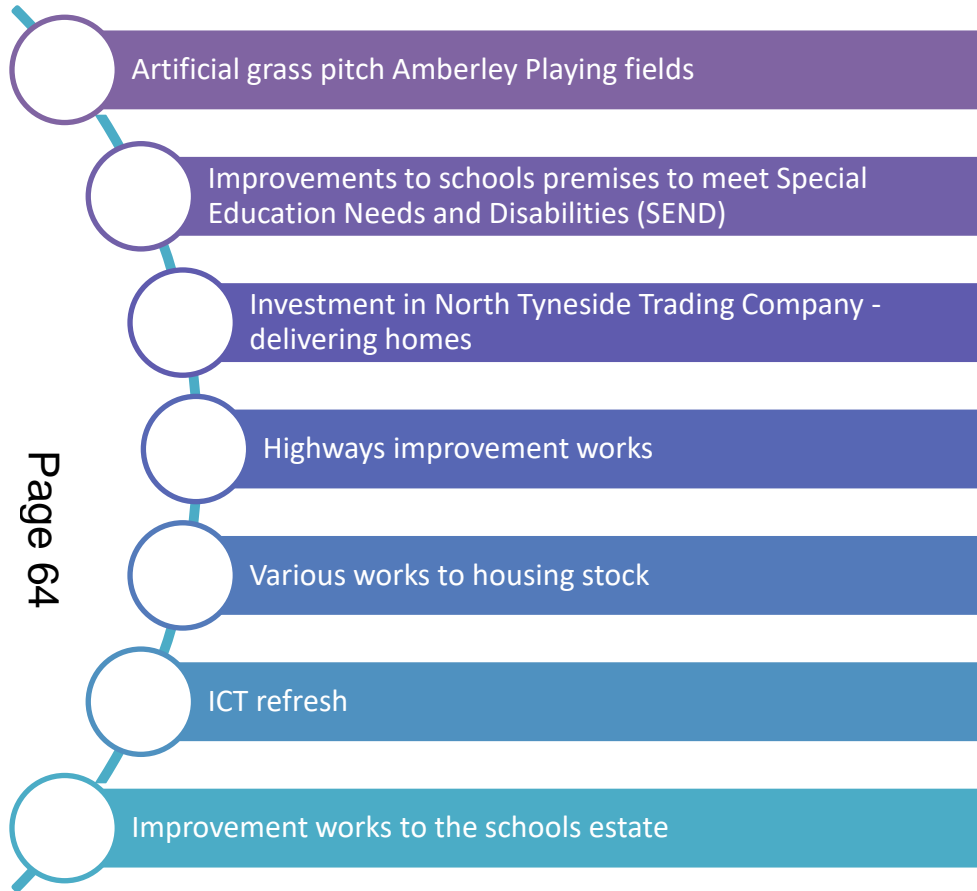 Artificial grass pitch Amberley Playing fields
Improvements to schools premises to meet Special
Education Needs and Disabilities (SEND)
Investment in North Tyneside Trading Company -
delivering homes
Highways improvement works
Various works to housing stock
ICT refresh
Improvement works to the schools estate
Page 64